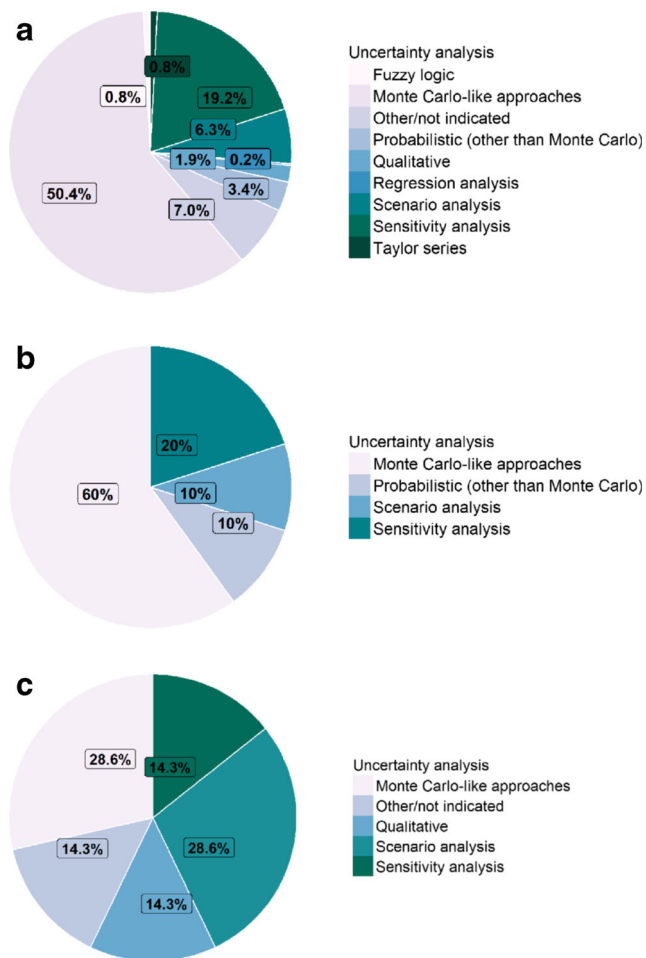 a
0.8%
0.8%
19.2%
6.3%
1.9%
0.2%
3.4%
50.4%
7.0%
Uncertainty analysis
Fuzzy logic
Monte Carlo-like approaches
Other/not indicated
Probabilistic (other than Monte Carlo)
Qualitative
Regression analysis
Scenario analysis
Sensitivity analysis
Taylor series
b
20%
60%
10%
10%
Uncertainty analysis
Monte Carlo-like approaches
Probabilistic (other than Monte Carlo)
Scenario analysis
Sensitivity analysis
c
28.6%
14.3%
14.3%
28.6%
14.3%
Uncertainty analysis
Monte Carlo-like approaches
Other/not indicated
Qualitative
Scenario analysis
Sensitivity analysis